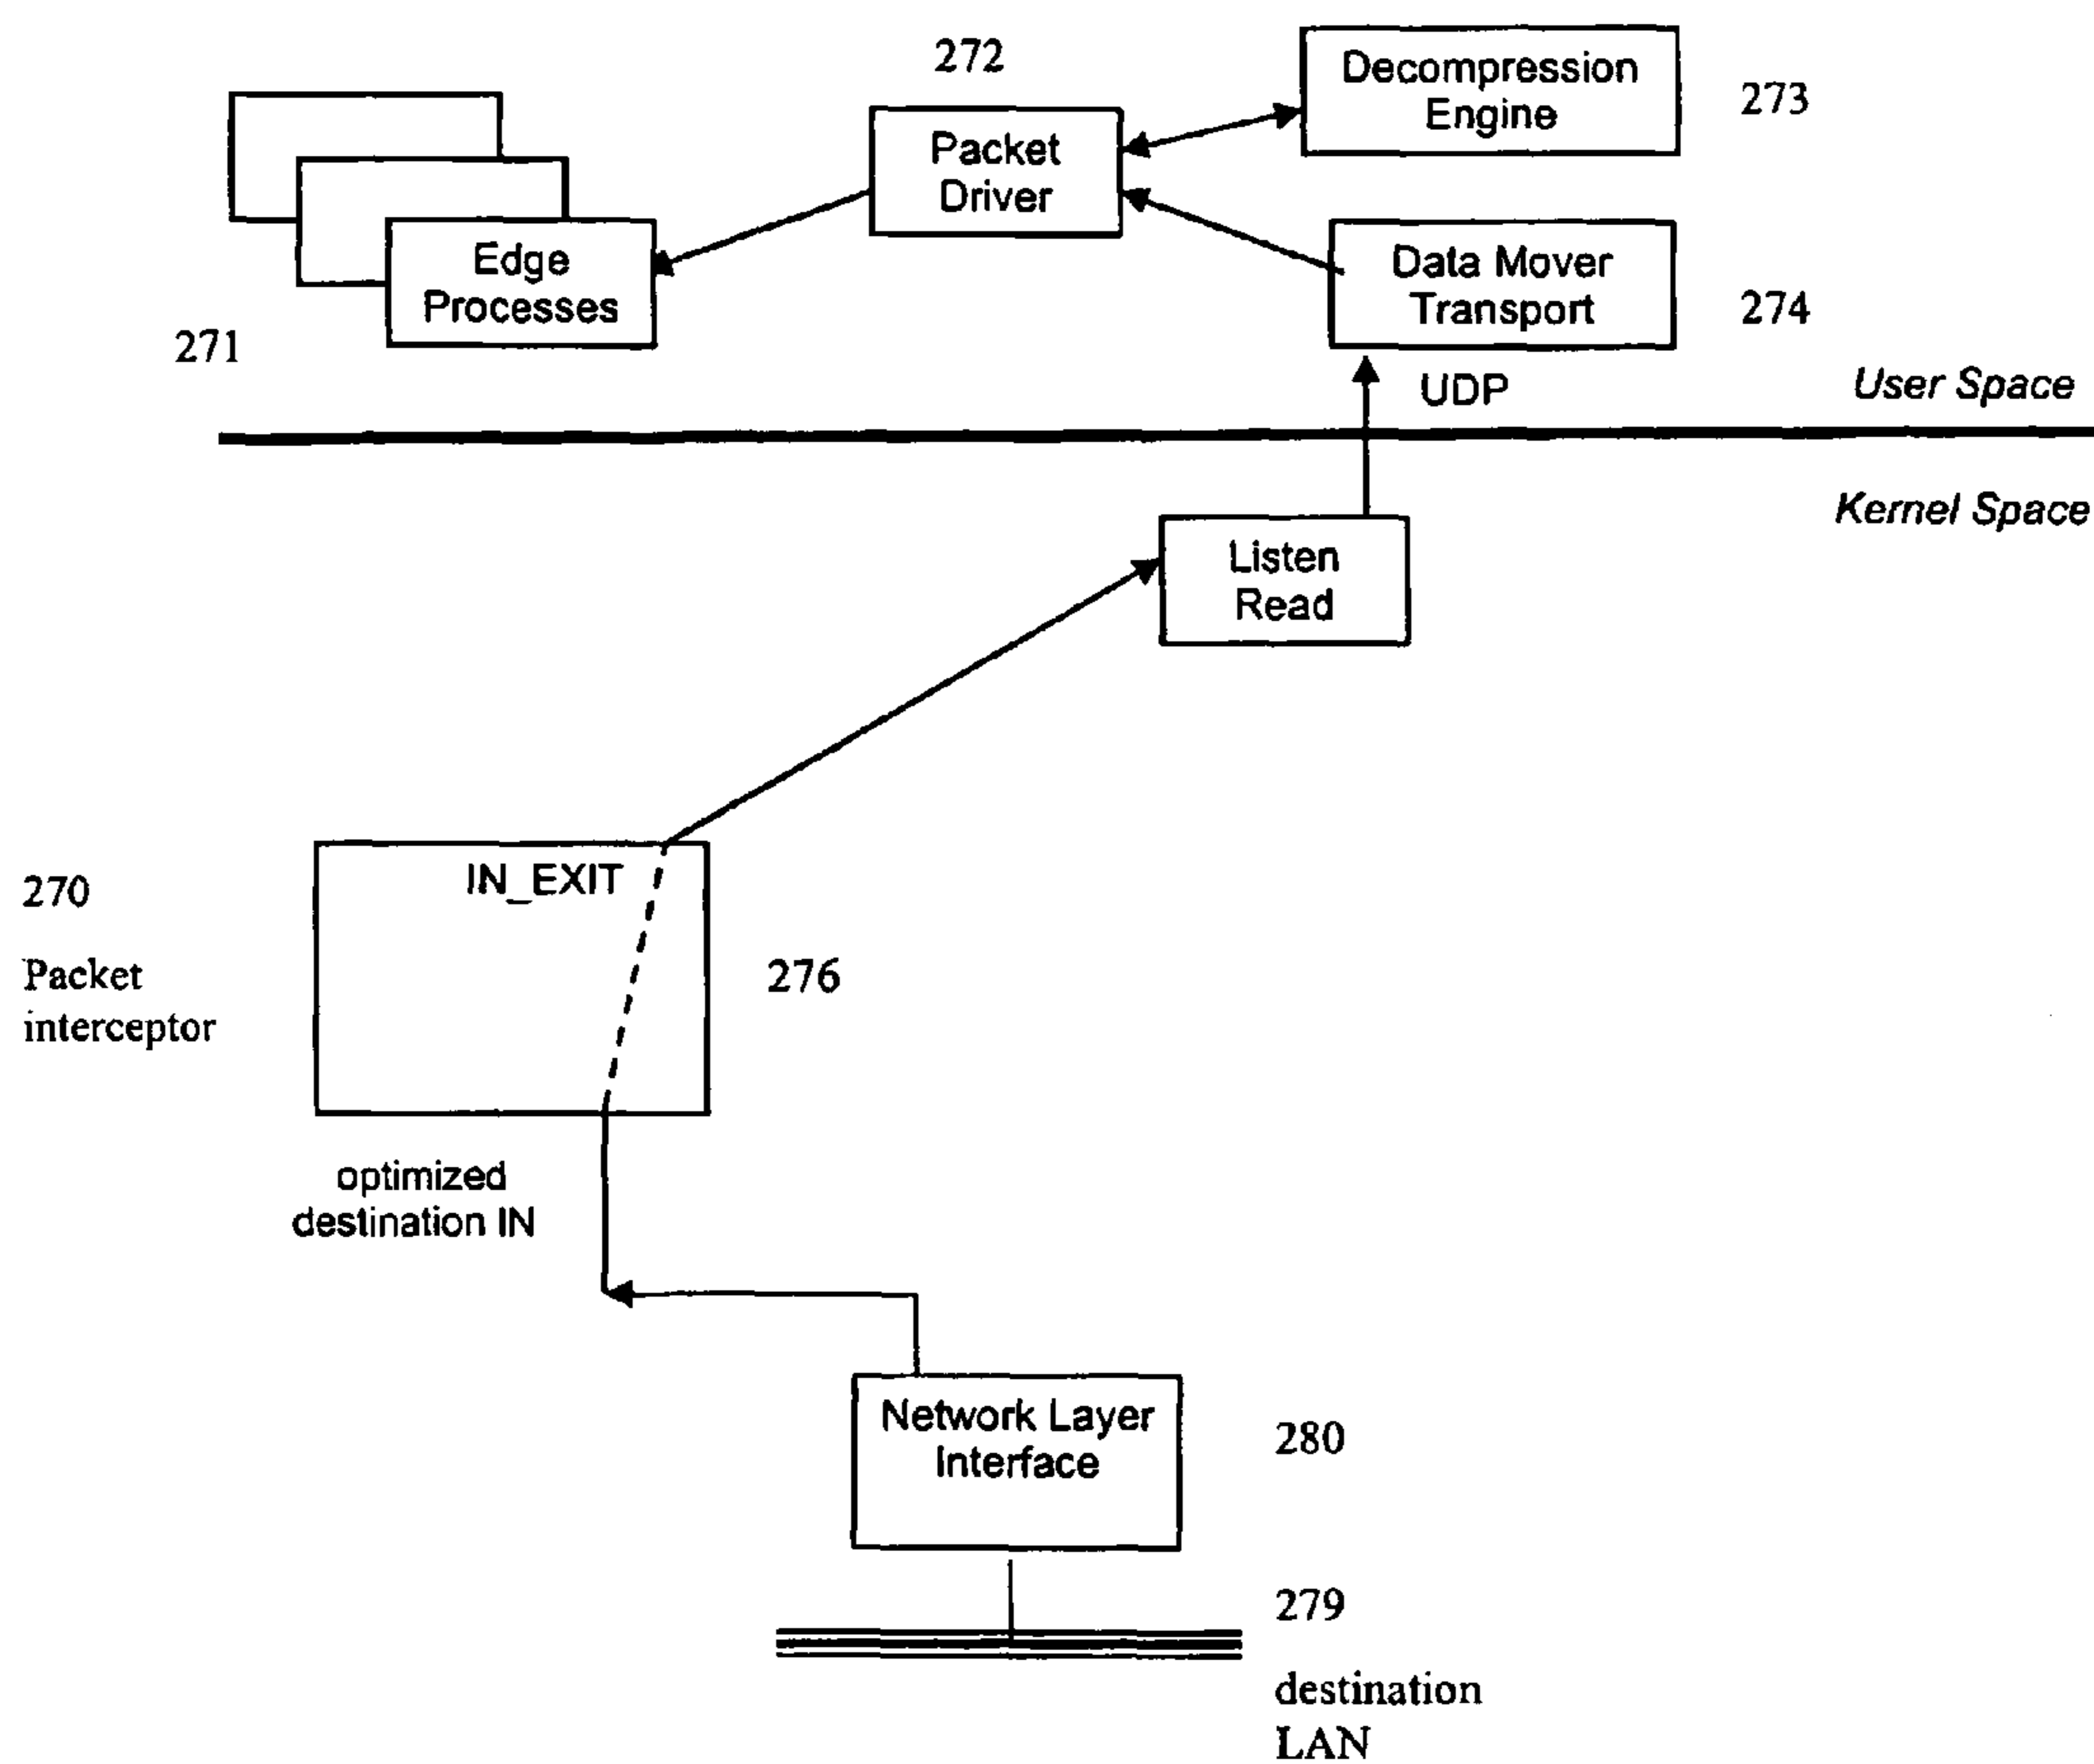 272
Decompression
Engine
273
Packet
Driver
Edge
Processes
271
Data Mover
Transport
274
UDP
User Space
Kernel Space
Listen
Read
IN_EXIT
270
Packet
interceptor
276
optimized
destination IN
Network Layer
Interface
280
279
destination
LAN